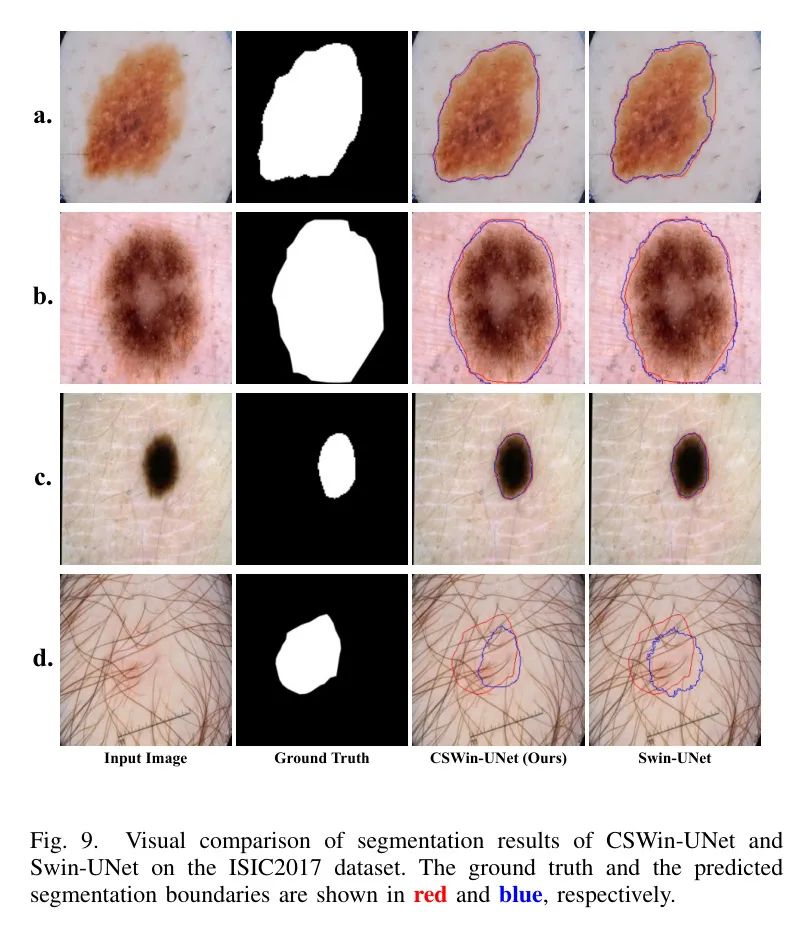 a.
b.
c.
d.
Input Image
Ground Truth
CSWin-UNet (Ours)
Swin-UNet
Fig. 9. Visual comparison of segmentation results of CSWin-UNet and
Swin-UNet on the ISIC2017 dataset. The ground truth and the predicted
segmentation boundaries are shown in red and blue, respectively.